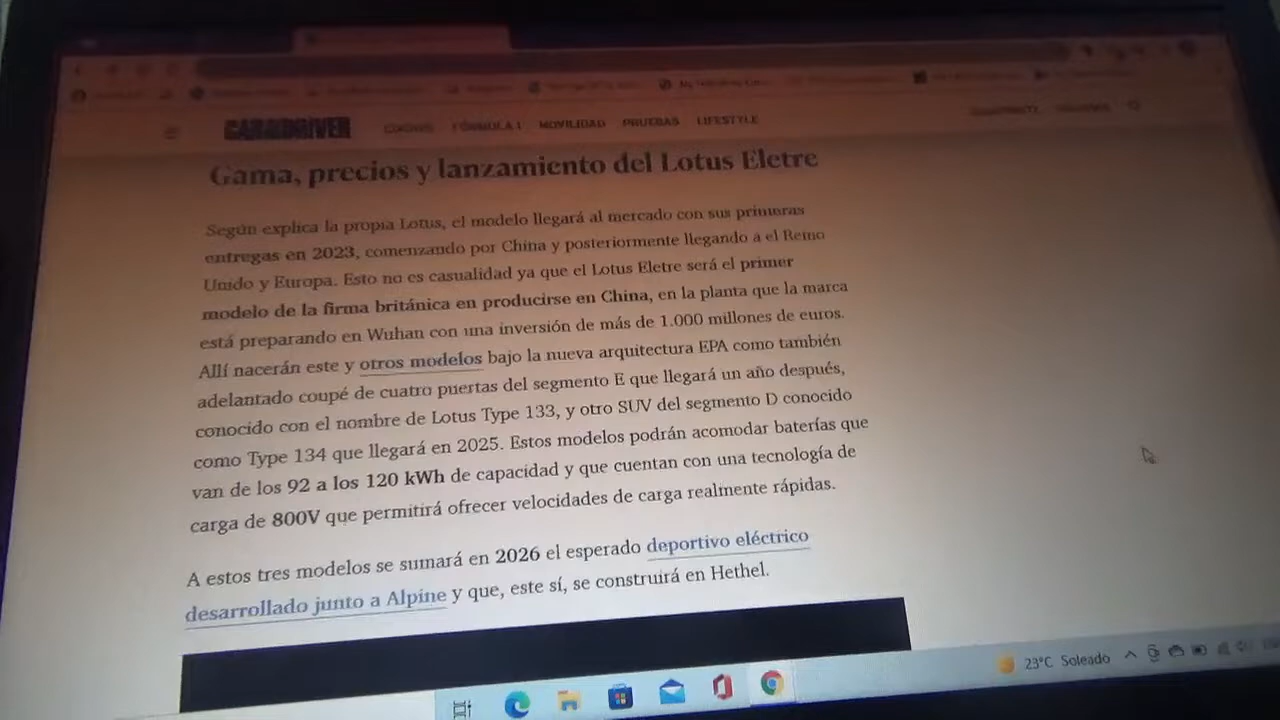 CARANDDRIVER COCHES FÓRMULA 1 MOVILIDAD PRUEBAS LIFESTYLE
Gama, precios y lanzamiento del Lotus Eletre
Según explica la propia Lotus, el modelo llegará al mercado con sus primeras
entregas en 2023, comenzando por China y posteriormente llegando a el Reino
Unido y Europa. Esto no es casualidad ya que el Lotus Eletre será el primer
modelo de la firma británica en producirse en China, en la planta que la marca
está preparando en Wuhan con una inversión de más de 1.000 millones de euros.
Allí nacerán este y otros modelos bajo la nueva arquitectura EPA como también
adelantado coupé de cuatro puertas del segmento E que llegará un año después,
conocido con el nombre de Lotus Type 133, y otro SUV del segmento D conocido
como Type 134 que llegará en 2025. Estos modelos podrán acomodar baterías que
van de los 92 a los 120 kWh de capacidad y que cuentan con una tecnología de
carga de 800V que permitirá ofrecer velocidades de carga realmente rápidas.
A estos tres modelos se sumará en 2026 el esperado deportivo eléctrico
desarrollado junto a Alpine y que, este sí, se construirá en Hethel.
23°C Soleado